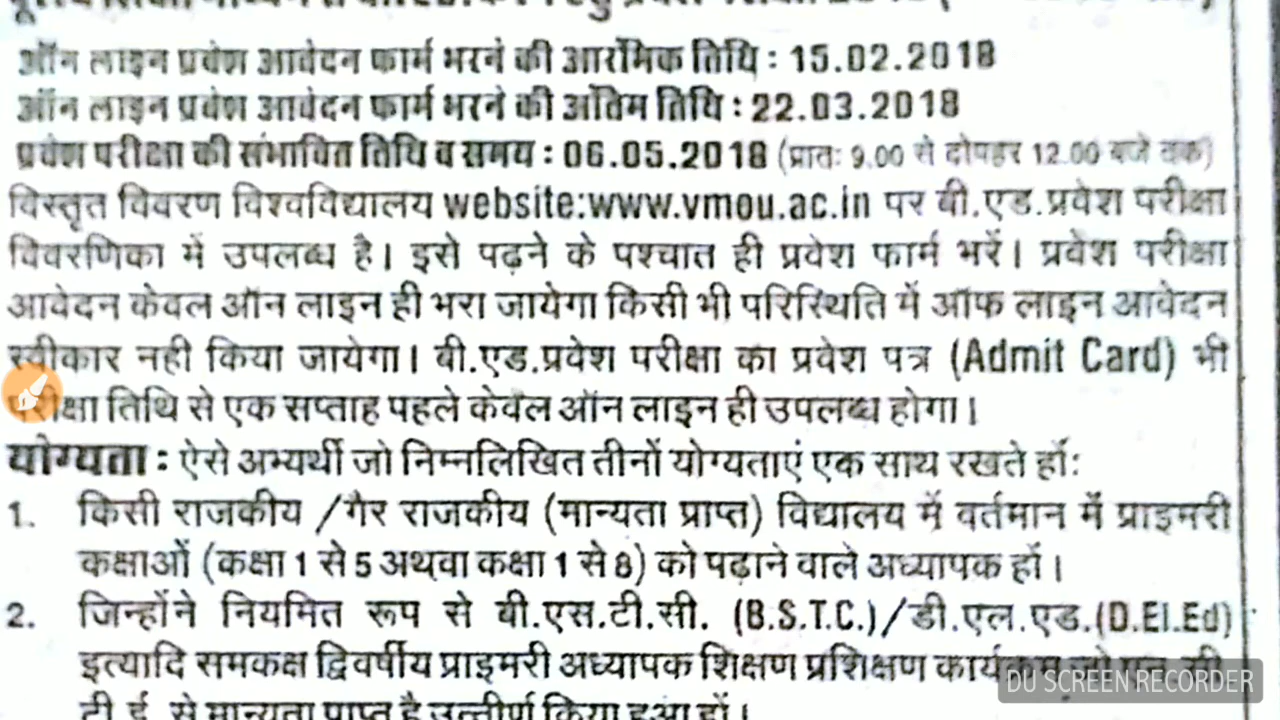 ऑन लाइन प्रवेश आवेदन फार्म भरने की आरंभिक तिथि : 15.02.2018
ऑन लाइन प्रवेश आवेदन फार्म भरने की अंतिम तिथि : 22.03.2018
प्रवेश परीक्षा की संभावित तिथि व समय : 06.05.2018 (प्रातः 9.00 से दोपहर 12.00 बजे तक)
विस्तृत विवरण विश्वविद्यालय website:www.vmou.ac.in पर बी.एड.प्रवेश परीक्षा
विवरणिका में उपलब्ध है। इसे पढ़ने के पश्चात ही प्रवेश फार्म भरें। प्रवेश परीक्षा
आवेदन केवल ऑन लाइन ही भरा जायेगा किसी भी परिस्थिति में ऑफ लाइन आवेदन
स्वीकार नही किया जायेगा। बी.एड.प्रवेश परीक्षा का प्रवेश पत्र (Admit Card) भी
परीक्षा तिथि से एक सप्ताह पहले केवल ऑन लाइन ही उपलब्ध होगा।
योग्यता : ऐसे अभ्यर्थी जो निम्नलिखित तीनों योग्यताएं एक साथ रखते हों:
1. किसी राजकीय /गैर राजकीय (मान्यता प्राप्त) विद्यालय में वर्तमान में प्राइमरी
कक्षाओं (कक्षा 1 से 5 अथवा कक्षा 1 से 8) को पढ़ाने वाले अध्यापक हों।
2. जिन्होंने नियमित रूप से बी.एस.टी.सी. (B.S.T.C.)/डी.एल.एड.(D.El.Ed)
इत्यादि समकक्ष द्विवर्षीय प्राइमरी अध्यापक शिक्षण प्रशिक्षण कार्यक्रम जो एन.सी.
टी.ई. से मान्यता प्राप्त है उत्तीर्ण किया हुआ हों।
DU SCREEN RECORDER